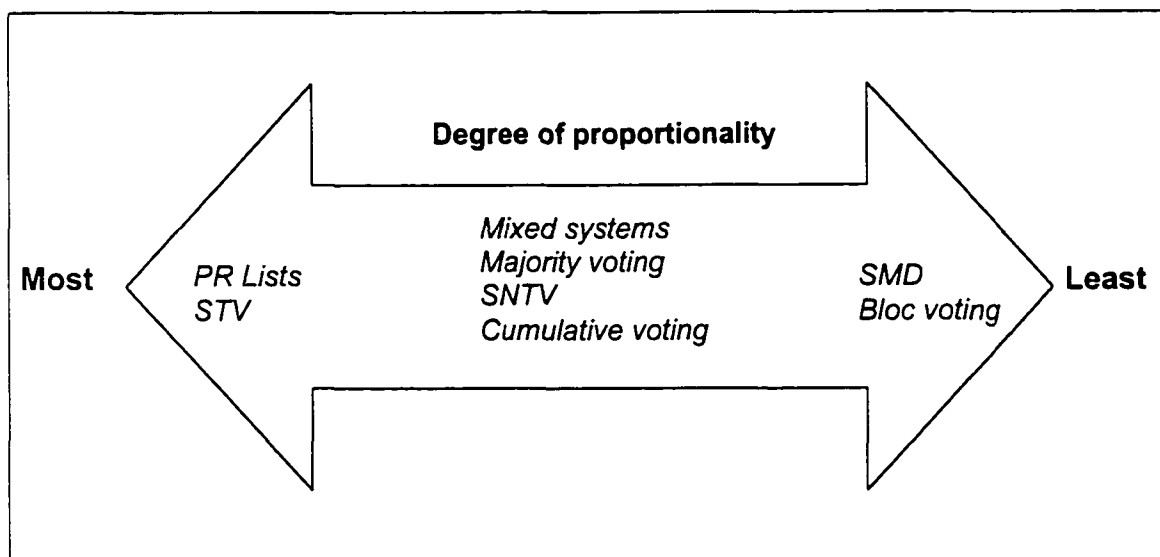 Degree of proportionality
Most
PR Lists
STV
Mixed systems
Majority voting
SNTV
Cumulative voting
SMD
Bloc voting
Least